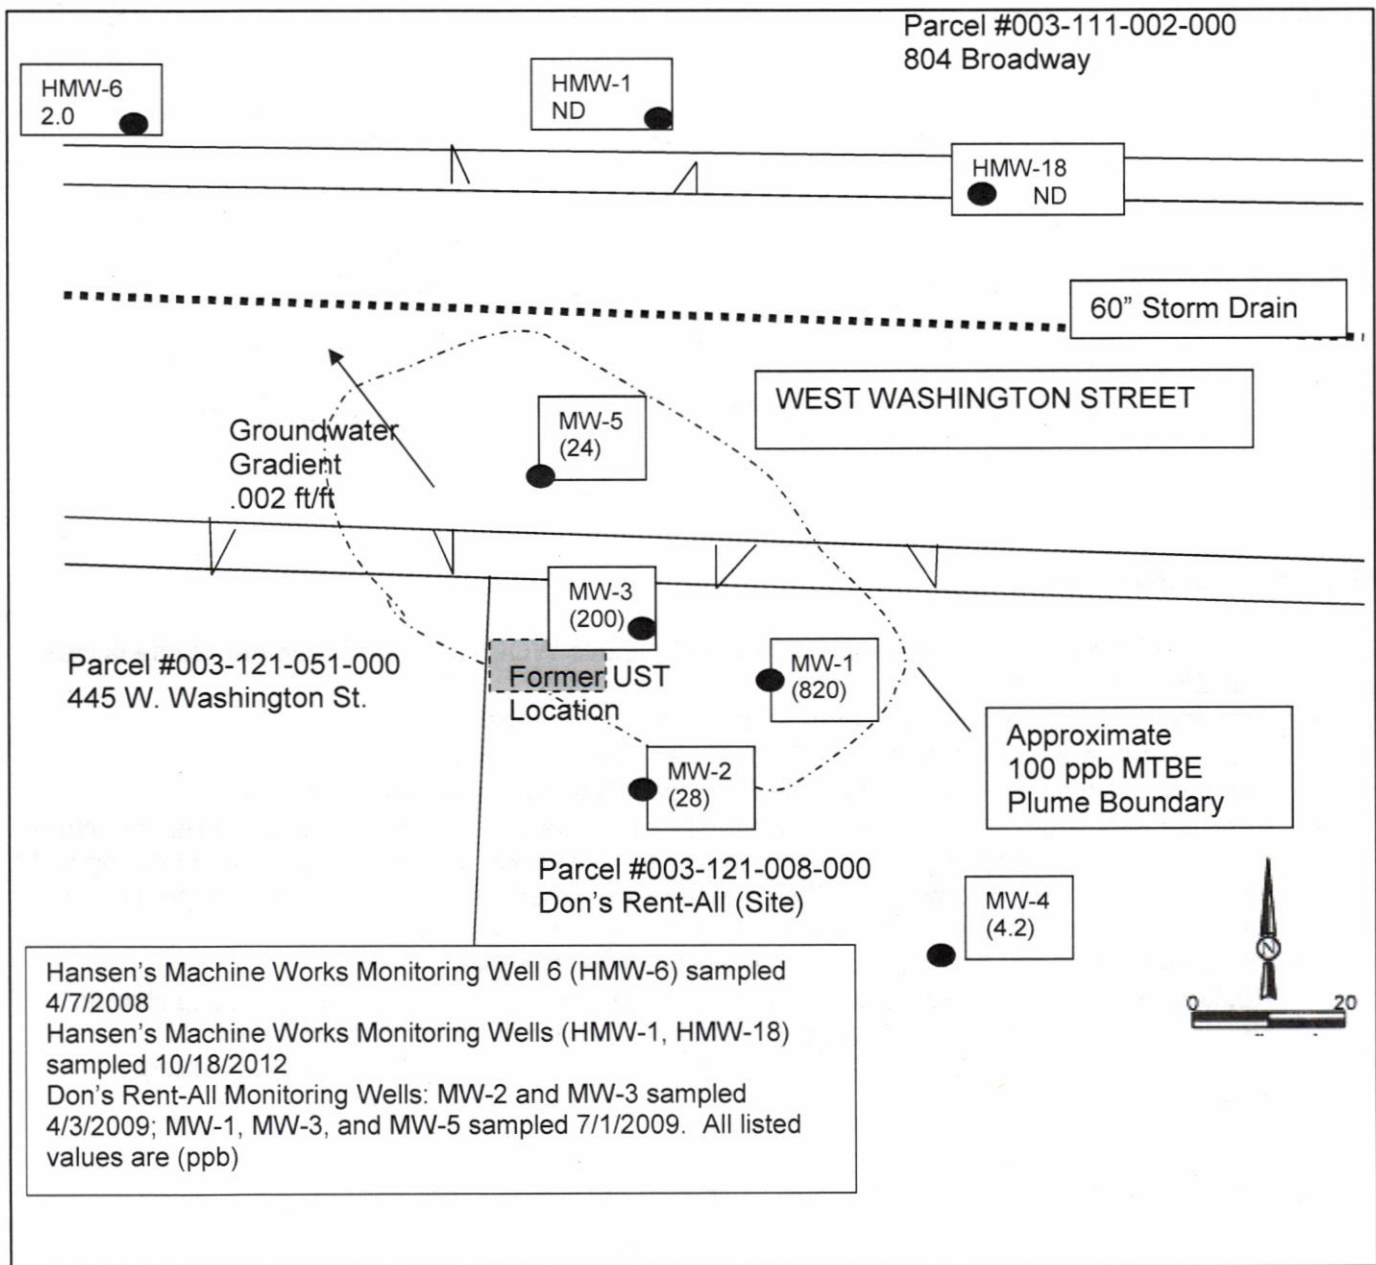 Parcel #003-111-002-000
804 Broadway
HMW-6
2.0
HMW-1
ND
HMW-18
ND
60” Storm Drain
WEST WASHINGTON STREET
MW-5
(24)
Groundwater
Gradient
.002 ft/ft
MW-3
(200)
Parcel #003-121-051-000
445 W. Washington St.
Former UST
Location
MW-1
(820)
Approximate
100 ppb MTBE
Plume Boundary
MW-2
(28)
Parcel #003-121-008-000
Don’s Rent-All (Site)
MW-4
(4.2)
N
0 20
Hansen’s Machine Works Monitoring Well 6 (HMW-6) sampled
4/7/2008
Hansen’s Machine Works Monitoring Wells (HMW-1, HMW-18)
sampled 10/18/2012
Don’s Rent-All Monitoring Wells: MW-2 and MW-3 sampled
4/3/2009; MW-1, MW-3, and MW-5 sampled 7/1/2009.  All listed
values are (ppb)